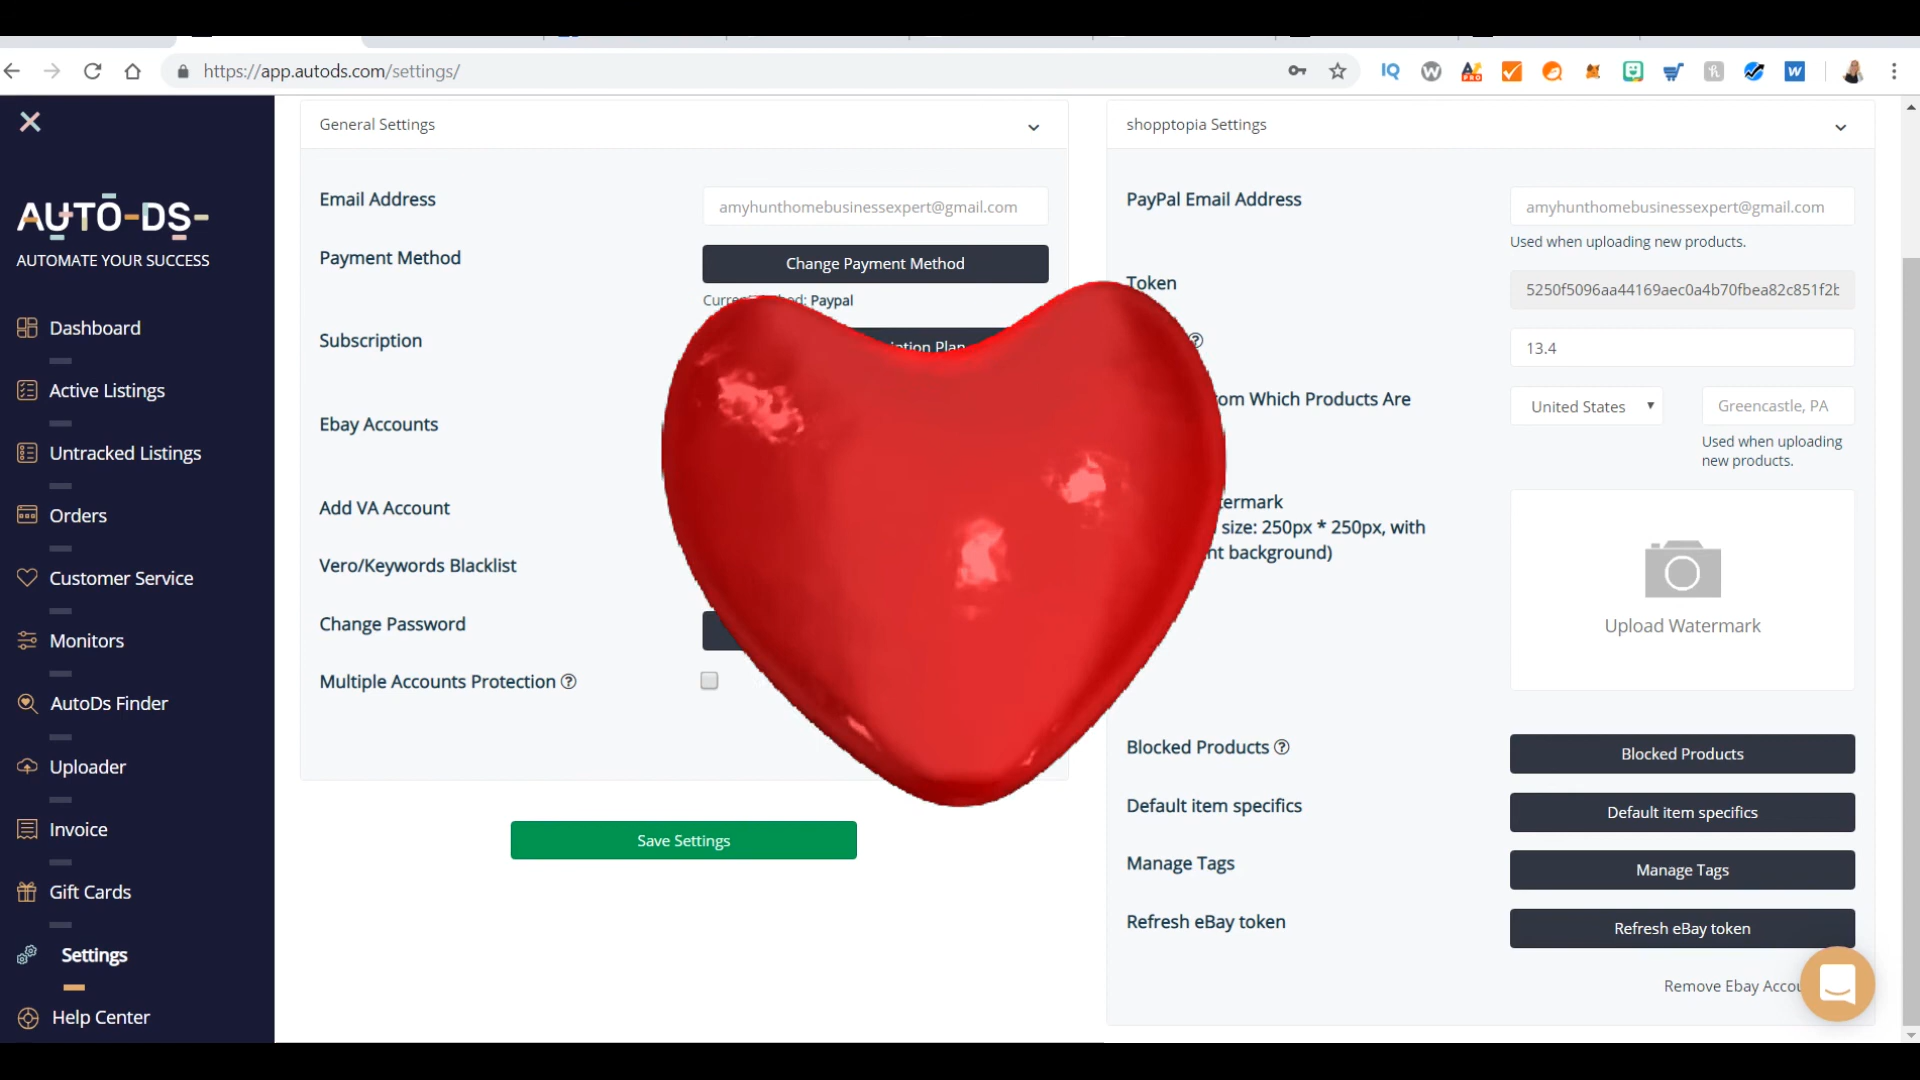 https://app.autods.com/settings/
IQ
W
PRO
h
W
AUTO-DS-
AUTOMATE YOUR SUCCESS
Dashboard
Active Listings
Untracked Listings
Orders
Customer Service
Monitors
AutoDs Finder
Uploader
Invoice
Gift Cards
Settings
Help Center
General Settings
Email Address
amyhunthomebusinessexpert@gmail.com
Payment Method
Change Payment Method
Paypal
Subscription
Plan
Ebay Accounts
Add VA Account
Vero/Keywords Blacklist
Change Password
Multiple Accounts Protection ?
Save Settings
shopptopia Settings
PayPal Email Address
amyhunthomebusinessexpert@gmail.com
Used when uploading new products.
Token
5250f5096aa44169aec0a4b70fbea82c851f2b
?
13.4
Which Products Are
United States
Greencastle, PA
Used when uploading
new products.
size: 250px * 250px, with
background)
Upload Watermark
Blocked Products ?
Blocked Products
Default item specifics
Default item specifics
Manage Tags
Manage Tags
Refresh eBay token
Refresh eBay token
Remove Ebay